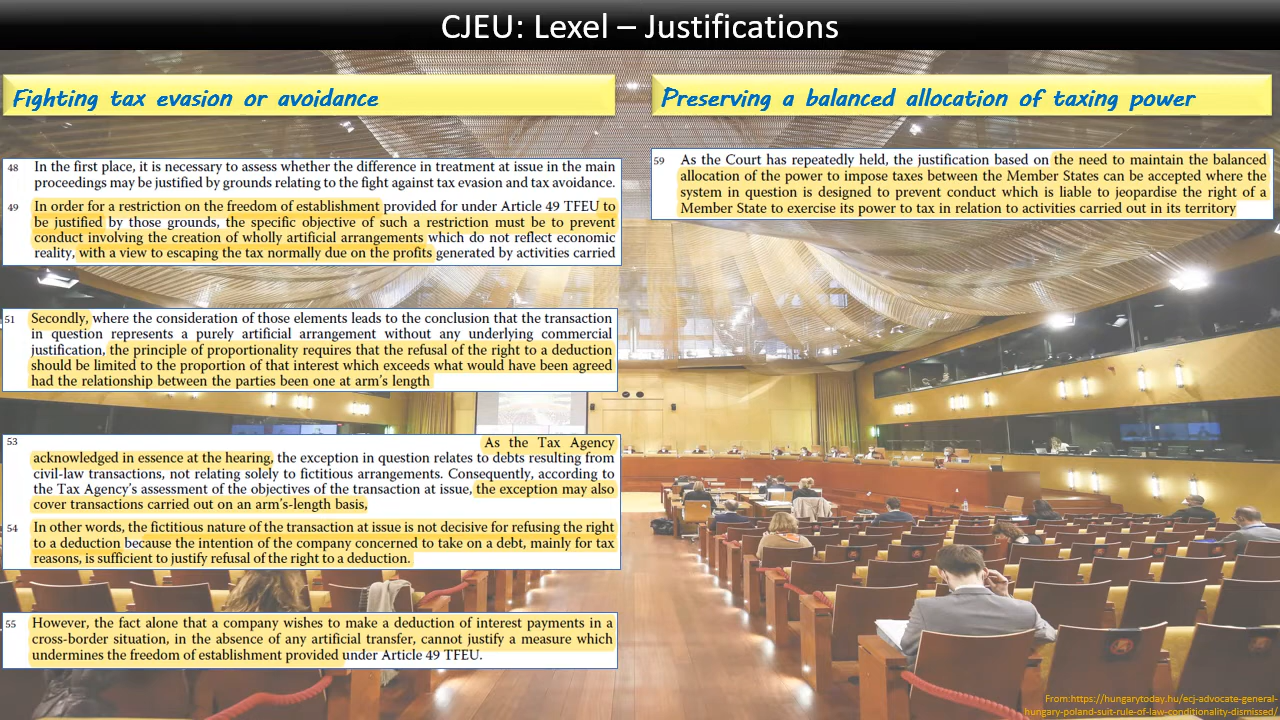 CJEU: Lexel – Justifications
Fighting tax evasion or avoidance
48 In the first place, it is necessary to assess whether the difference in treatment at issue in the main
proceedings may be justified by grounds relating to the fight against tax evasion and tax avoidance.
49 In order for a restriction on the freedom of establishment provided for under Article 49 TFEU to
be justified by those grounds, the specific objective of such a restriction must be to prevent
conduct involving the creation of wholly artificial arrangements which do not reflect economic
reality, with a view to escaping the tax normally due on the profits generated by activities carried
51 Secondly, where the consideration of those elements leads to the conclusion that the transaction
in question represents a purely artificial arrangement without any underlying commercial
justification, the principle of proportionality requires that the refusal of the right to a deduction
should be limited to the proportion of that interest which exceeds what would have been agreed
had the relationship between the parties been one at arm's length
53 As the Tax Agency
acknowledged in essence at the hearing, the exception in question relates to debts resulting from
civil-law transactions, not relating solely to fictitious arrangements. Consequently, according to
the Tax Agency's assessment of the objectives of the transaction at issue, the exception may also
cover transactions carried out on an arm's-length basis,
54 In other words, the fictitious nature of the transaction at issue is not decisive for refusing the right
to a deduction because the intention of the company concerned to take on a debt, mainly for tax
reasons, is sufficient to justify refusal of the right to a deduction.
55 However, the fact alone that a company wishes to make a deduction of interest payments in a
cross-border situation, in the absence of any artificial transfer, cannot justify a measure which
undermines the freedom of establishment provided under Article 49 TFEU.
Preserving a balanced allocation of taxing power
59 As the Court has repeatedly held, the justification based on the need to maintain the balanced
allocation of the power to impose taxes between the Member States can be accepted where the
system in question is designed to prevent conduct which is liable to jeopardise the right of a
Member State to exercise its power to tax in relation to activities carried out in its territory
From:https://hungarytoday.hu/ecj-advocate-general-
hungary-poland-suit-rule-of-law-conditionality-dismissed/